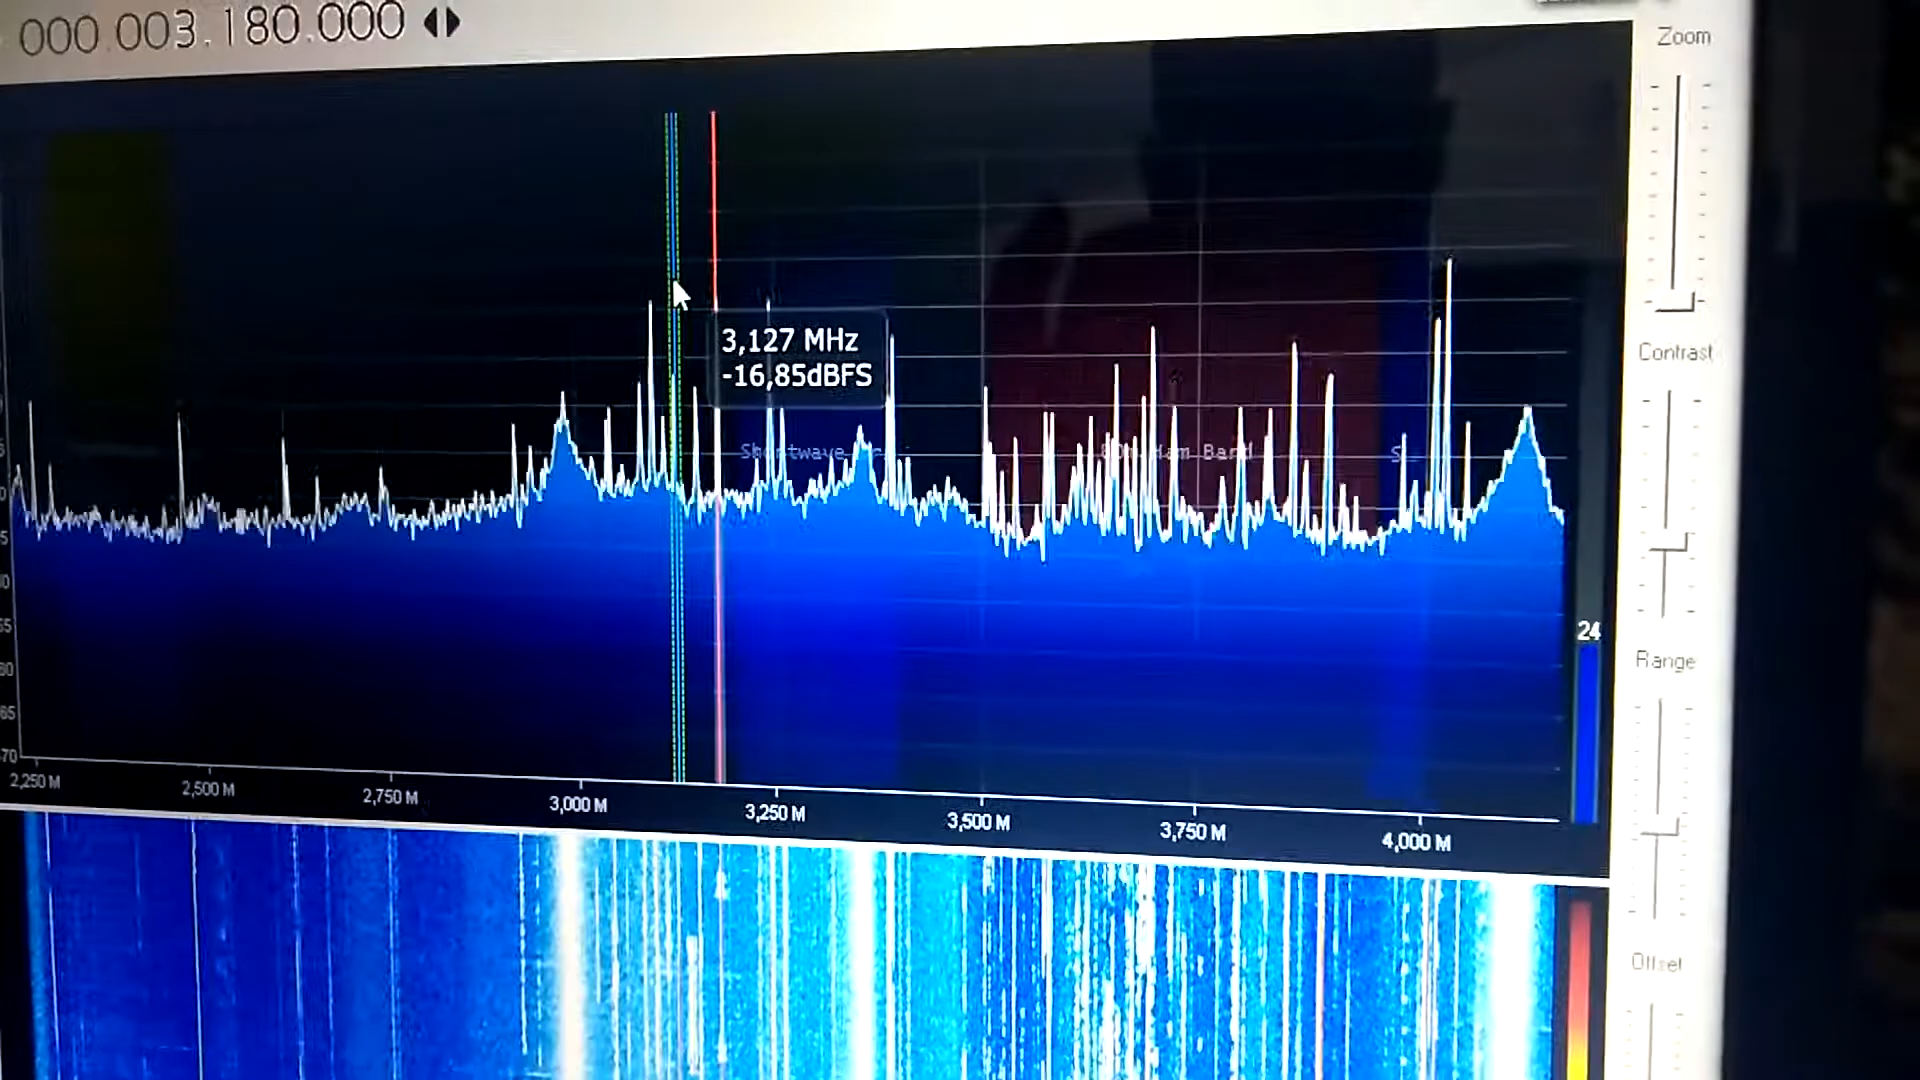 000.003.180.000
Zoom
3,127 MHz
-16,85dBFS
Contrast
Ham Band
24
Range
70
2,250 M
2,500 M
2,750 M
3,000 M
3,250 M
3,500 M
3,750 M
4,000 M
Offset